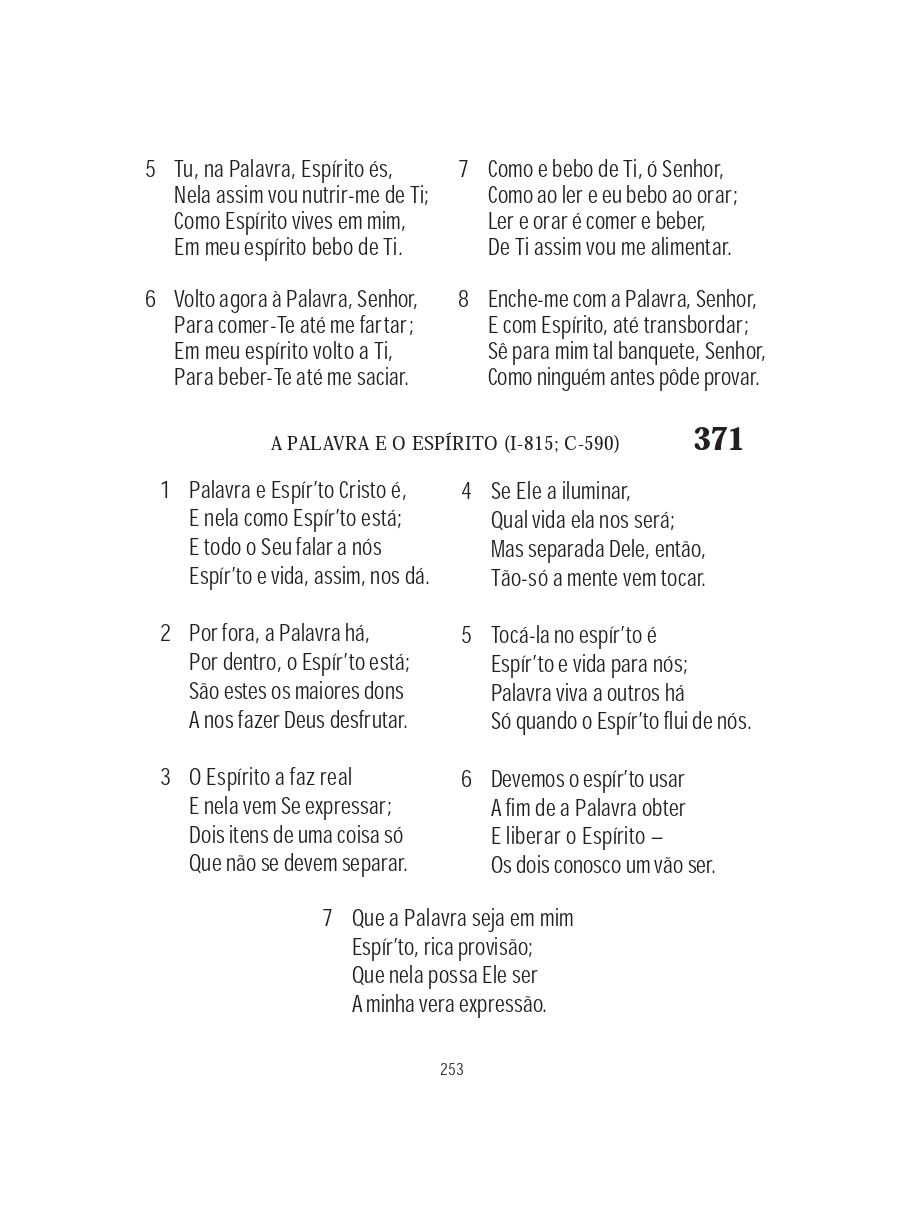 5 Tu, na Palavra, Espírito és,
Nela assim vou nutrir-me de Ti;
Como Espírito vives em mim,
Em meu espírito bebo de Ti.
6 Volto agora à Palavra, Senhor,
Para comer-Te até me fartar;
Em meu espírito volto a Ti,
Para beber-Te até me saciar.
7 Como e bebo de Ti, ó Senhor,
Como ao ler e eu bebo ao orar;
Ler e orar é comer e beber,
De Ti assim vou me alimentar.
8 Enche-me com a Palavra, Senhor,
E com Espírito, até transbordar;
Sê para mim tal banquete, Senhor,
Como ninguém antes pôde provar.
A PALAVRA E O ESPÍRITO (I-815; C-590) 371
1 Palavra e Espír’to Cristo é,
E nela como Espír’to está;
E todo o Seu falar a nós
Espír’to e vida, assim, nos dá.
2 Por fora, a Palavra há,
Por dentro, o Espír’to está;
São estes os maiores dons
A nos fazer Deus desfrutar.
3 O Espírito a faz real
E nela vem Se expressar;
Dois itens de uma coisa só
Que não se devem separar.
4 Se Ele a iluminar,
Qual vida ela nos será;
Mas separada Dele, então,
Tão-só a mente vem tocar.
5 Tocá-la no espír’to é
Espír’to e vida para nós;
Palavra viva a outros há
Só quando o Espír’to flui de nós.
6 Devemos o espír’to usar
A fim de a Palavra obter
E liberar o Espírito –
Os dois conosco um vão ser.
7 Que a Palavra seja em mim
Espír’to, rica provisão;
Que nela possa Ele ser
A minha vera expressão.
253